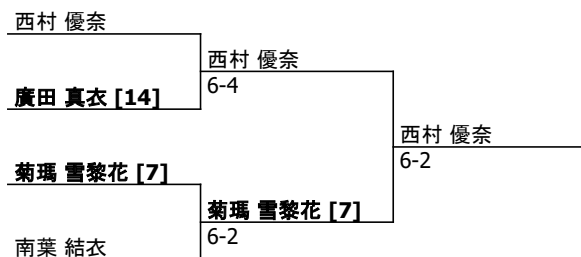 西村 優奈
西村 優奈
6-4
廣田 真衣 [14]
西村 優奈
6-2
菊瑪 雪黎花 [7]
菊瑪 雪黎花 [7]
6-2
南葉 結衣